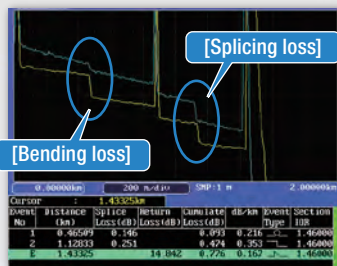 [Splicing loss]
[Bending loss]
0.00000km 200 m/div SMP:1 m 2.00000km
Cursor : 1.43325km
Event Distance Splice Return Cumulate dB/km Event Section
No (km) Loss(dB) Loss(dB) Loss(dB) Type IOR
1 0.46509 0.146 0.093 0.216 1.46000
2 1.12833 0.251 0.474 0.353 1.46000
E 1.43325 14.842 0.776 0.167 1.46000